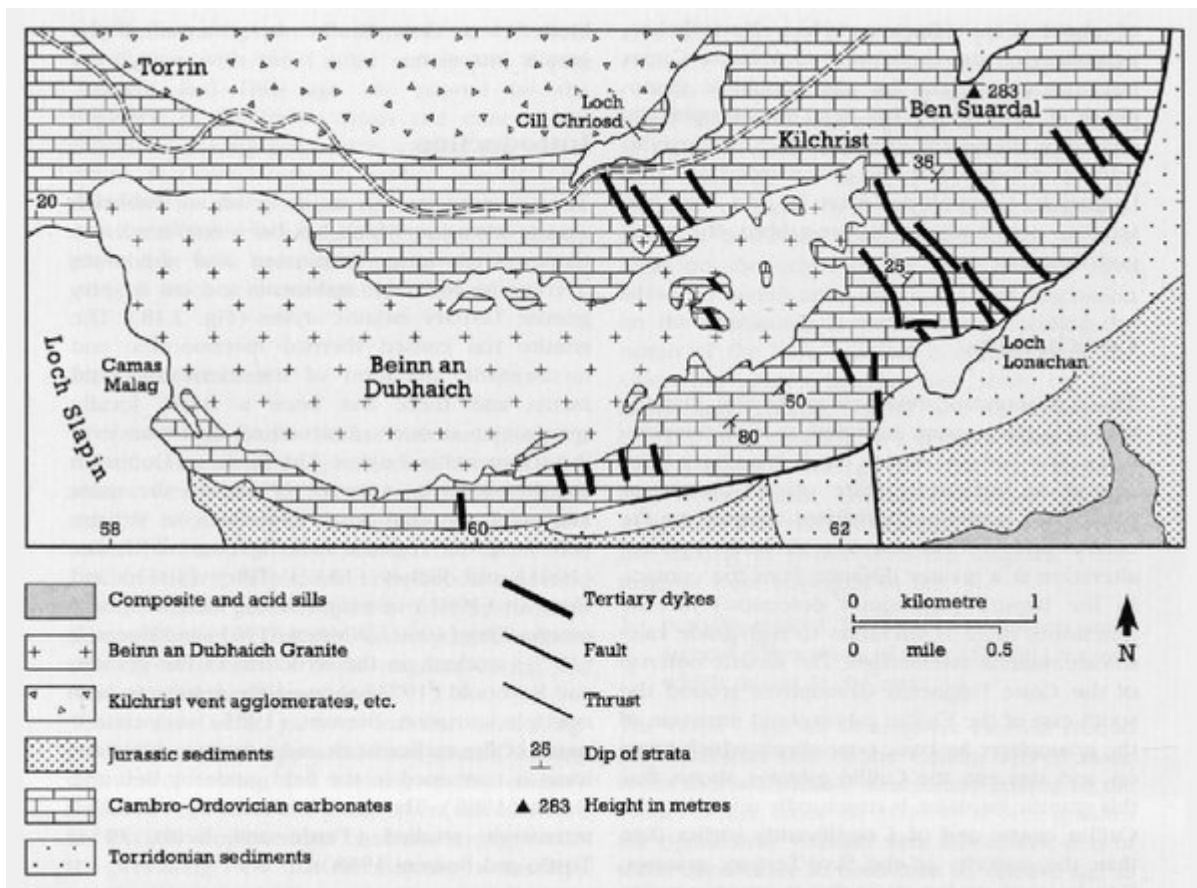 Torrin
Loch
Cill Chriosd
283
Ben Suardal
Kilchrist
35
20
25
Loch
Lonachan
Loch Slapin
Camas
Malag
Beinn an
Dubhaich
50
80
58
60
62
Composite and acid sills
Beinn an Dubhaich Granite
Kilchrist vent agglomerates, etc.
Jurassic sediments
Cambro-Ordovician carbonates
Torridonian sediments
Tertiary dykes
Fault
Thrust
25 Dip of strata
283 Height in metres
0 kilometre 1
0 mile 0.5
N